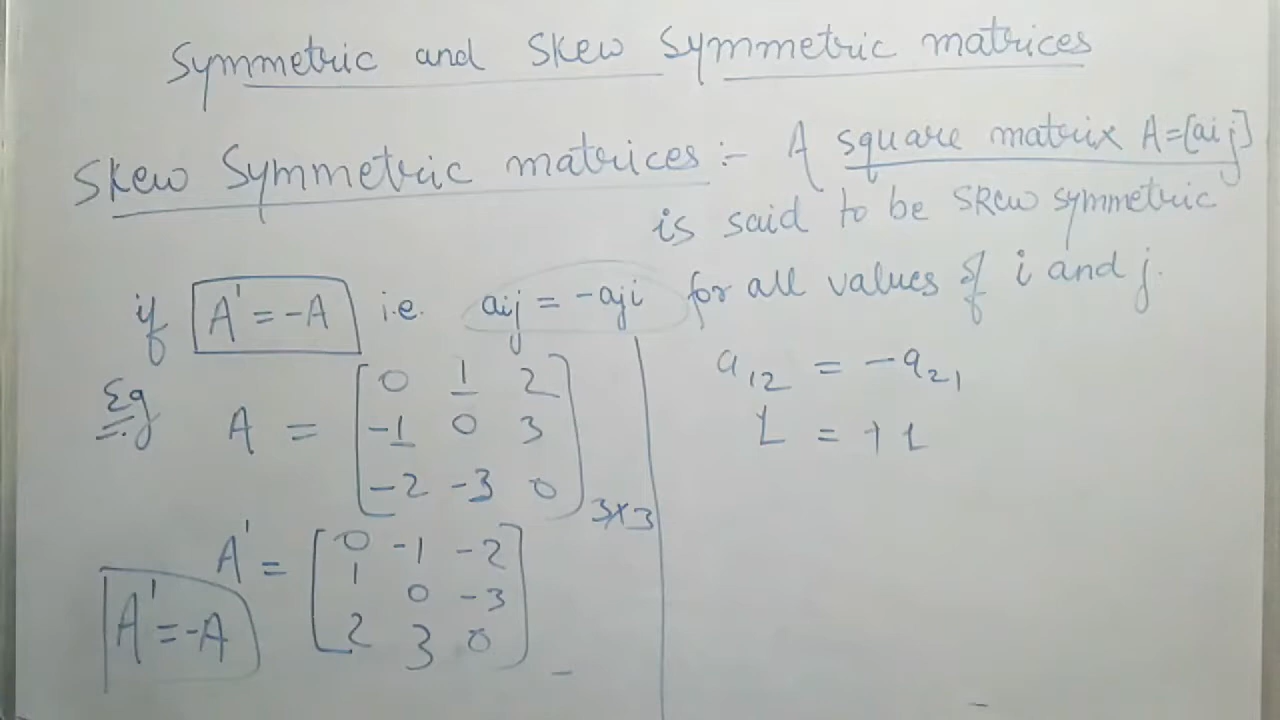 Symmetric and Skew Symmetric matrices
Skew Symmetric matrices :- A square matrix A=[aij]
is said to be skew symmetric
if A' = -A i.e. aij = -aji for all values of i and j.
Eg A = [0 1 2
-1 0 3
-2 -3 0] 3x3
A' = [0 -1 -2
1 0 -3
2 3 0]
A' = -A
a12 = -a21
1 = +1